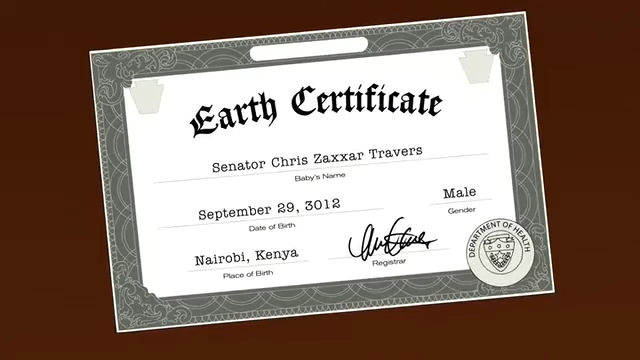 Earth Certificate
Senator Chris Zaxxar Travers
Baby's Name
September 29, 3012
Date of Birth
Male
Gender
Nairobi, Kenya
Place of Birth
Registrar
DEPARTMENT OF HEALTH